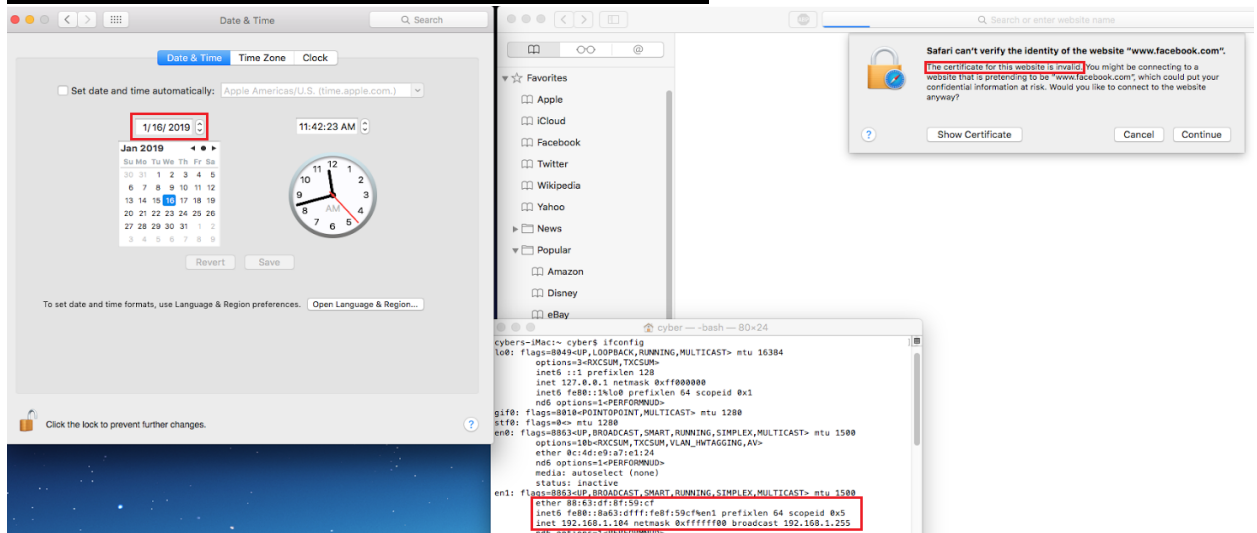 Date & Time
Search
Date & Time Time Zone Clock
Set date and time automatically: Apple Americas/U.S. (time.apple.com.)
1/16/2019
11:42:23 AM
Jan 2019
Su Mo Tu We Th Fr Sa
30 31 1 2 3 4 5
6 7 8 9 10 11 12
13 14 15 16 17 18 19
20 21 22 23 24 25 26
27 28 29 30 31 1 2
3 4 5 6 7 8 9
12
11 1
10 2
9 3
AM
8 4
7 6 5
Revert Save
To set date and time formats, use Language & Region preferences. Open Language & Region...
Click the lock to prevent further changes.
?
Search or enter website name
@
Favorites
Apple
iCloud
Facebook
Twitter
Wikipedia
Yahoo
News
Popular
Amazon
Disney
eBay
Safari can't verify the identity of the website "www.facebook.com".
The certificate for this website is invalid. You might be connecting to a
website that is pretending to be "www.facebook.com", which could put your
confidential information at risk. Would you like to connect to the website
anyway?
? Show Certificate Cancel Continue
cyber — -bash — 80×24
cybers-iMac:~ cyber$ ifconfig
lo0: flags=8049<UP,LOOPBACK,RUNNING,MULTICAST> mtu 16384
options=3<RXCSUM,TXCSUM>
inet6 ::1 prefixlen 128
inet 127.0.0.1 netmask 0xff000000
inet6 fe80::1%lo0 prefixlen 64 scopeid 0x1
nd6 options=1<PERFORMNUD>
gif0: flags=8010<POINTOPOINT,MULTICAST> mtu 1280
stf0: flags=0<> mtu 1280
en0: flags=8863<UP,BROADCAST,SMART,RUNNING,SIMPLEX,MULTICAST> mtu 1500
options=10b<RXCSUM,TXCSUM,VLAN_HWTAGGING,AV>
ether 0c:4d:e9:a7:e1:24
nd6 options=1<PERFORMNUD>
media: autoselect (none)
status: inactive
en1: flags=8863<UP,BROADCAST,SMART,RUNNING,SIMPLEX,MULTICAST> mtu 1500
ether 88:63:df:8f:59:cf
inet6 fe80::8a63:dfff:fe8f:59cf%en1 prefixlen 64 scopeid 0x5
inet 192.168.1.104 netmask 0xffffff00 broadcast 192.168.1.255
nd6 options=1<PERFORMNUD>